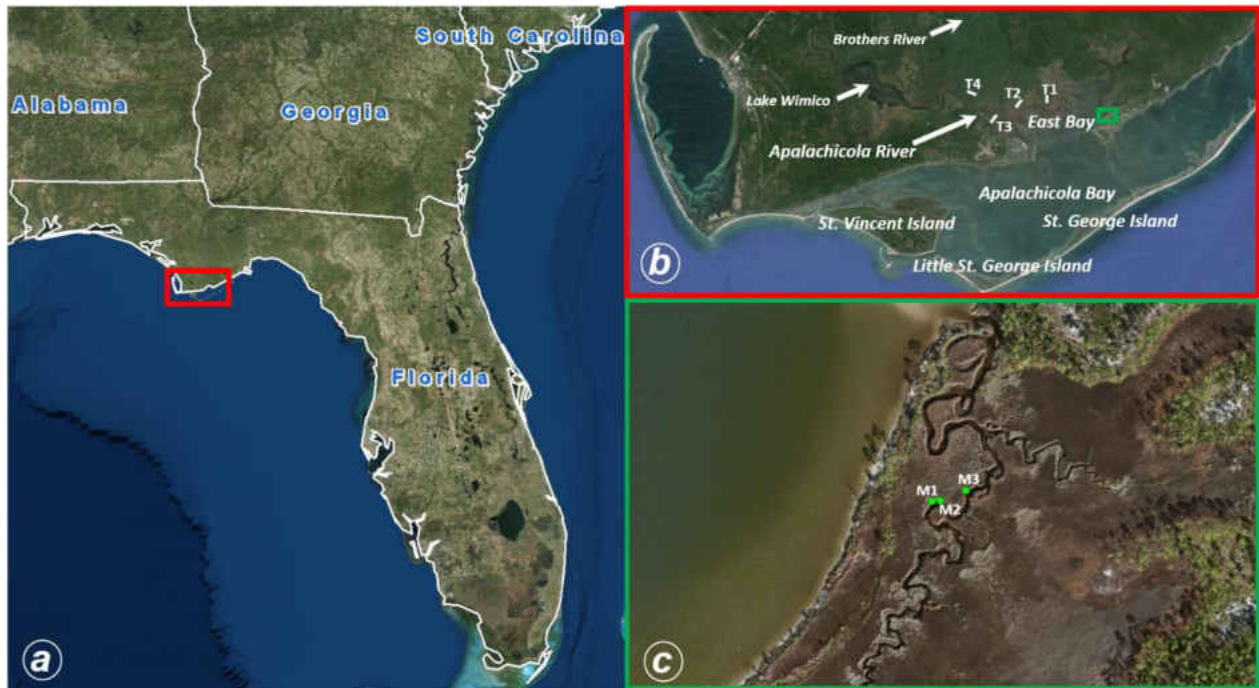 South Carolina
Alabama
Georgia
Florida
a
Brothers River
Lake Wimico
T4
T2
T1
T3
East Bay
Apalachicola River
Apalachicola Bay
St. Vincent Island
St. George Island
Little St. George Island
b
M3
M1
M2
c